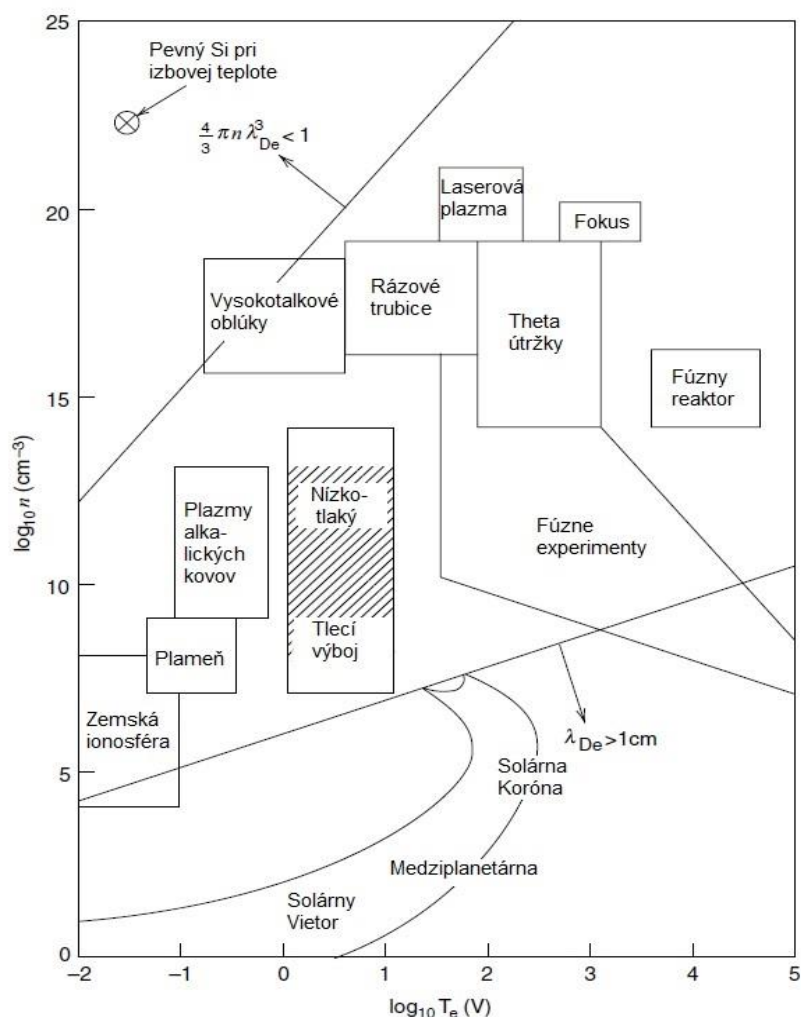 25
Pevný Si pri
izbovej teplote
4/3 π n λ³De < 1
20
Laserová
plazma
Fokus
Vysokotalkové
oblúky
Rázové
trubice
Theta
útržky
15
Fúzny
reaktor
log10 n (cm–3)
Plazmy
alka-
lických
kovov
Nízko-
tlaký
Fúzne
experimenty
10
Tlecí
výboj
Plameň
Zemská
ionosféra
λDe>1cm
5
Solárna
Koróna
Medziplanetárna
Solárny
Vietor
0
–2 –1 0 1 2 3 4 5
log10 Te (V)